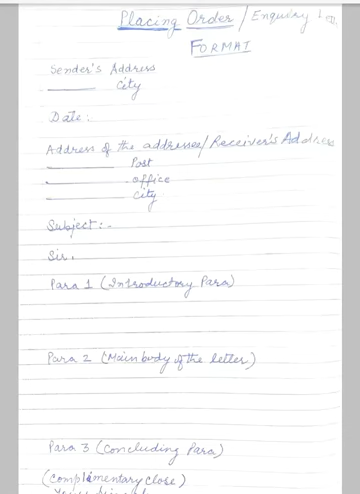 Placing Order / Enquiry
FORMAT
Sender's Address
city
Date:
Address of the addressee/Receiver's Address
Post
office
city
Subject:-
Sir,
Para 1 (Introductory Para)
Para 2 (Main body of the letter)
Para 3 (Concluding Para)
(complementary close)